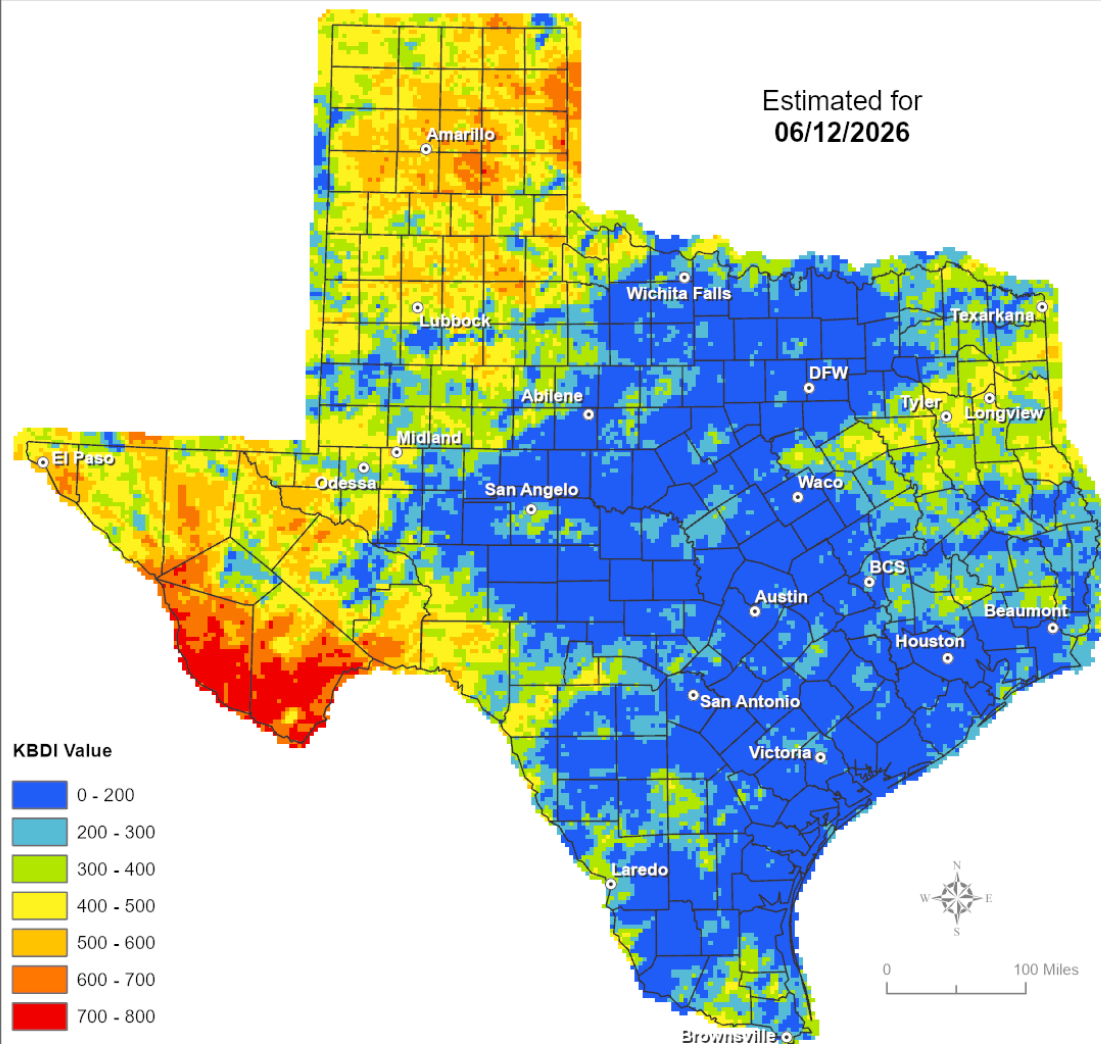 Estimated for
06/12/2026
Amarillo
Wichita Falls
Lubbock
Texarkana
DFW
Abilene
Tyler
Longview
Midland
El Paso
Odessa
San Angelo
Waco
BCS
Austin
Beaumont
Houston
San Antonio
Victoria
KBDI Value
0 - 200
200 - 300
300 - 400
400 - 500
500 - 600
600 - 700
700 - 800
Laredo
N
W E
S
0 100 Miles
Brownsville